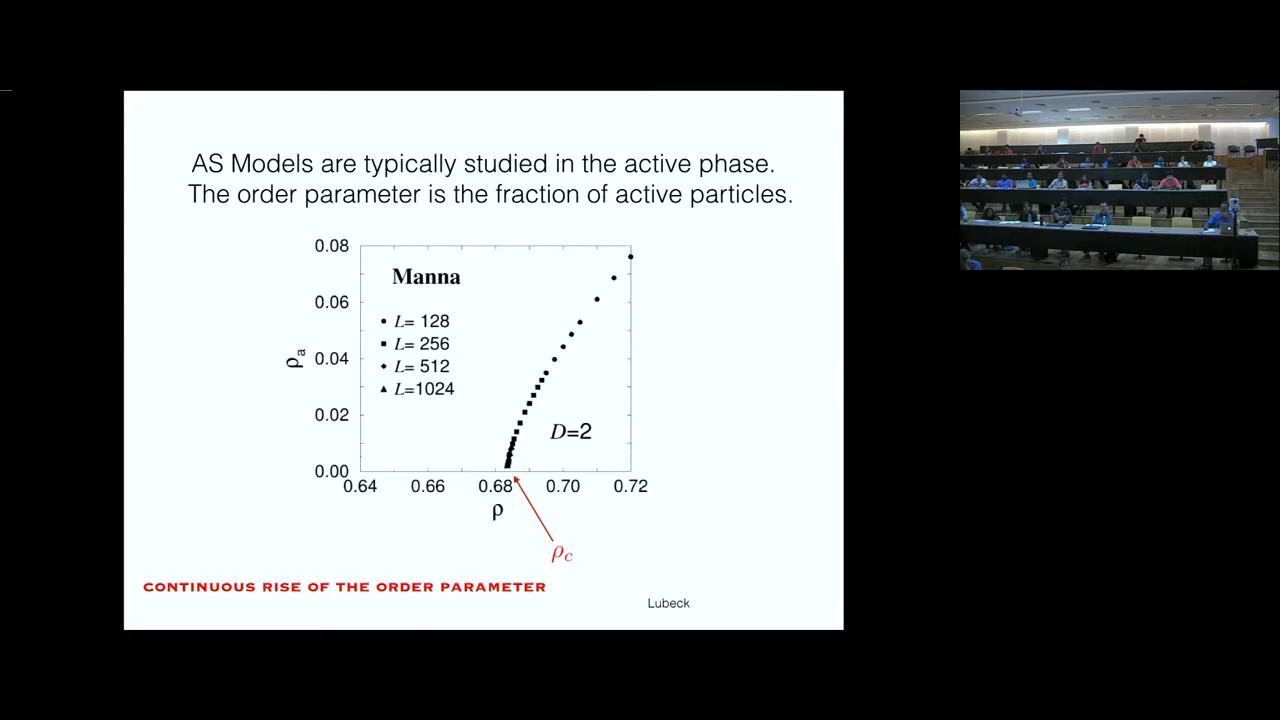 AS Models are typically studied in the active phase.
The order parameter is the fraction of active particles.
0.08
0.06
0.04
0.02
0.00
ρa
Manna
L= 128
L= 256
L= 512
L=1024
D=2
0.64
0.66
0.68
0.70
0.72
ρ
ρc
CONTINUOUS RISE OF THE ORDER PARAMETER
Lubeck